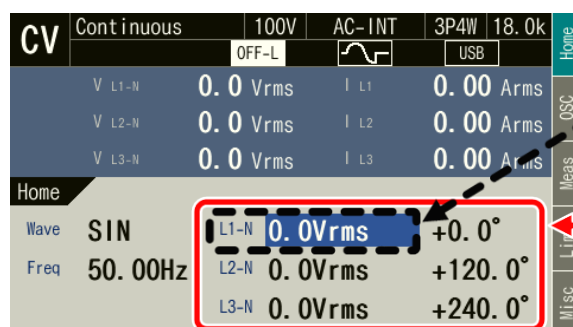 CV Continuous 100V AC-INT 3P4W 18.0k
OFF-L USB
V L1-N 0.0 Vrms I L1 0.00 Arms
V L2-N 0.0 Vrms I L2 0.00 Arms
V L3-N 0.0 Vrms I L3 0.00 Arms
Home
Wave SIN L1-N 0.0Vrms +0.0°
Freq 50.00Hz L2-N 0.0Vrms +120.0°
L3-N 0.0Vrms +240.0°
Home
OSC
Meas
Misc